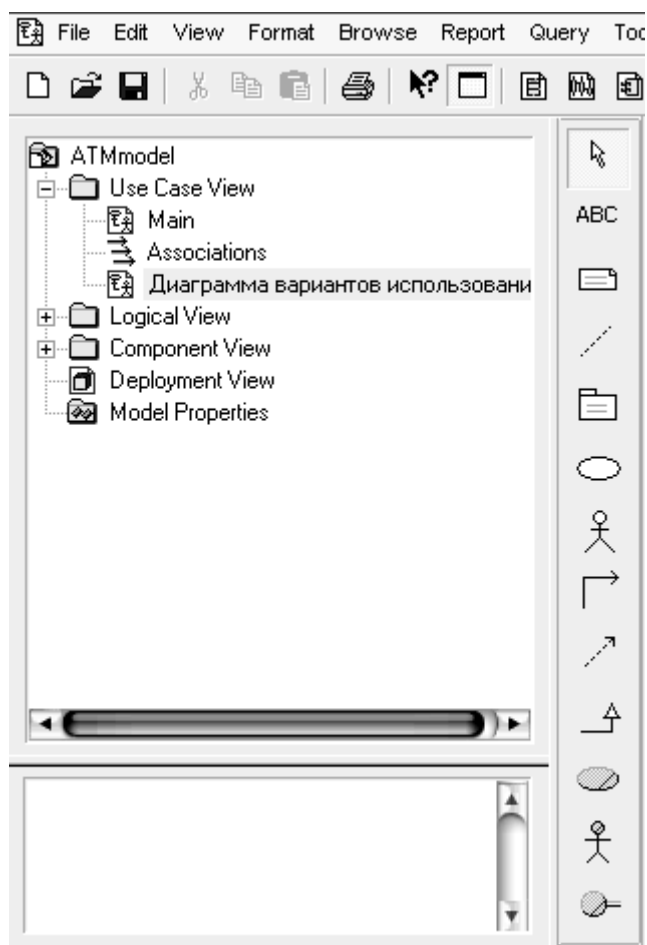 File Edit View Format Browse Report Query Too
ATMmodel
Use Case View
Main
Associations
Диаграмма вариантов использовани
Logical View
Component View
Deployment View
Model Properties
ABC